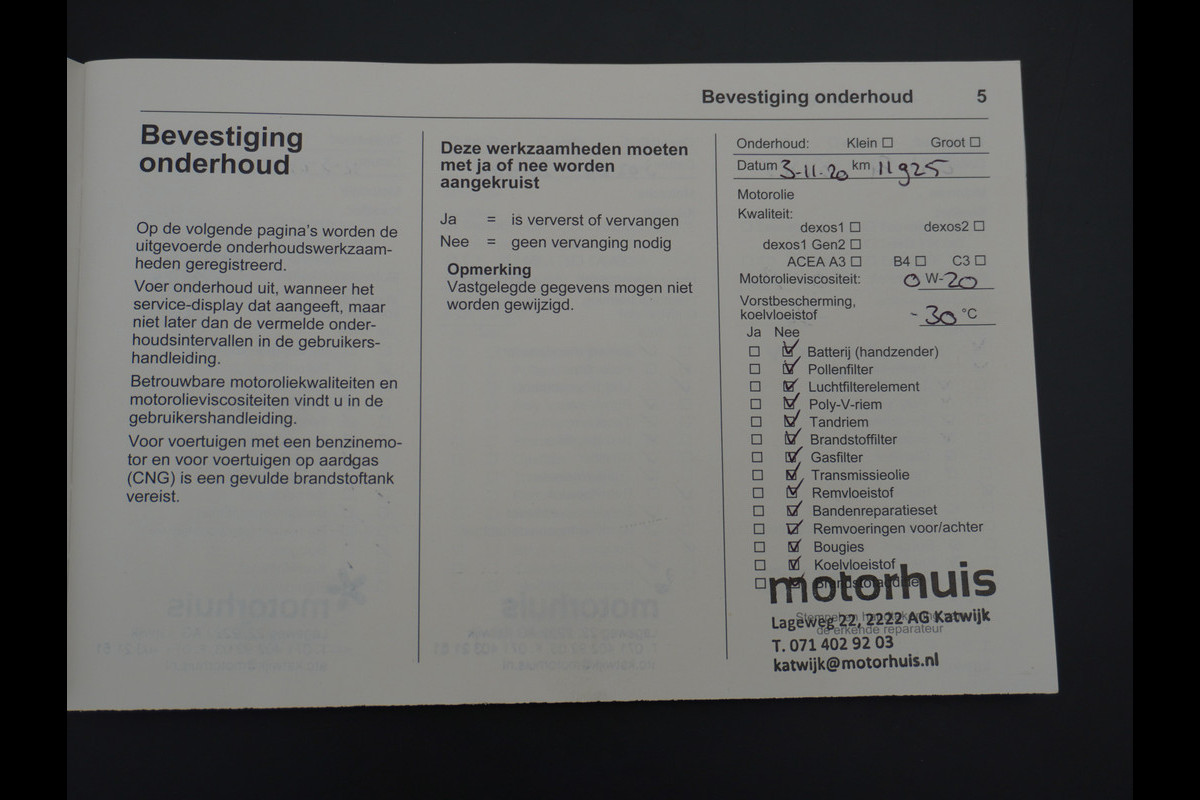 Bevestiging onderhoud 5
Bevestiging
onderhoud
Op de volgende pagina's worden de
uitgevoerde onderhoudswerkzaam-
heden geregistreerd.
Voer onderhoud uit, wanneer het
service-display dat aangeeft, maar
niet later dan de vermelde onder-
houdsintervallen in de gebruikers-
handleiding.
Betrouwbare motoroliekwaliteiten en
motorolieviscositeiten vindt u in de
gebruikershandleiding.
Voor voertuigen met een benzinemo-
tor en voor voertuigen op aardgas
(CNG) is een gevulde brandstoftank
vereist.
Deze werkzaamheden moeten
met ja of nee worden
aangekruist
Ja = is ververst of vervangen
Nee = geen vervanging nodig
Opmerking
Vastgelegde gegevens mogen niet
worden gewijzigd.
Onderhoud: Klein ☐ Groot ☐
Datum 3-11-20 km 11925
Motorolie
Kwaliteit:
dexos1 ☐ dexos2 ☐
dexos1 Gen2 ☐
ACEA A3 ☐ B4 ☐ C3 ☐
Motorolieviscositeit: 0 W-20
Vorstbescherming,
koelvloeistof -30 °C
Ja Nee
☐ ☑ Batterij (handzender)
☐ ☑ Pollenfilter
☐ ☑ Luchtfilterelement
☐ ☑ Poly-V-riem
☐ ☑ Tandriem
☐ ☑ Brandstoffilter
☐ ☑ Gasfilter
☐ ☑ Transmissieolie
☐ ☑ Remvloeistof
☐ ☑ Bandenreparatieset
☐ ☑ Remvoeringen voor/achter
☐ ☑ Bougies
☐ ☑ Koelvloeistof
☐ ☑
motorhuis
Lageweg 22, 2222 AG Katwijk
de erkende reparateur
T. 071 402 92 03
katwijk@motorhuis.nl